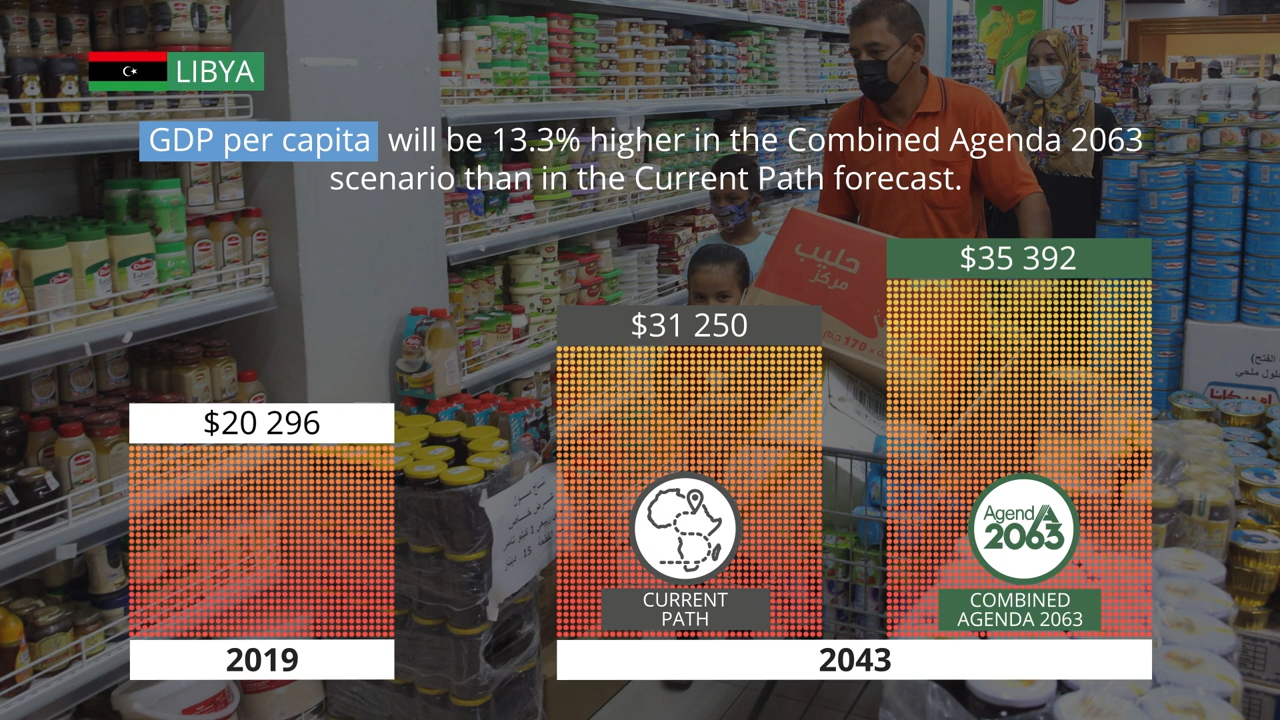 LIBYA
GDP per capita will be 13.3% higher in the Combined Agenda 2063
scenario than in the Current Path forecast.
$35 392
$31 250
$20 296
حليب
مركز
Agenda
2063
CURRENT
PATH
COMBINED
AGENDA 2063
2019
2043